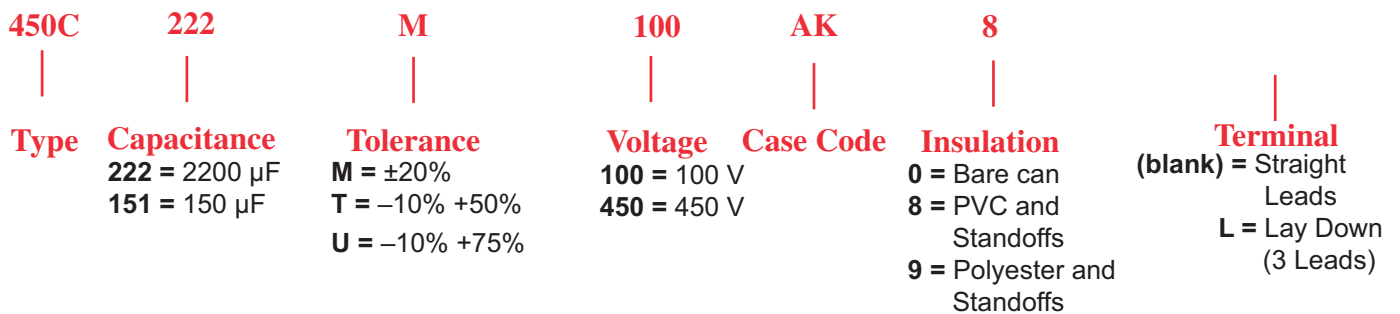 450C 222 M 100 AK 8
Type Capacitance Tolerance Voltage Case Code Insulation Terminal
222 = 2200 µF
151 = 150 µF
M = ±20%
T = –10% +50%
U = –10% +75%
100 = 100 V
450 = 450 V
0 = Bare can
8 = PVC and
Standoffs
9 = Polyester and
Standoffs
(blank) = Straight
Leads
L = Lay Down
(3 Leads)